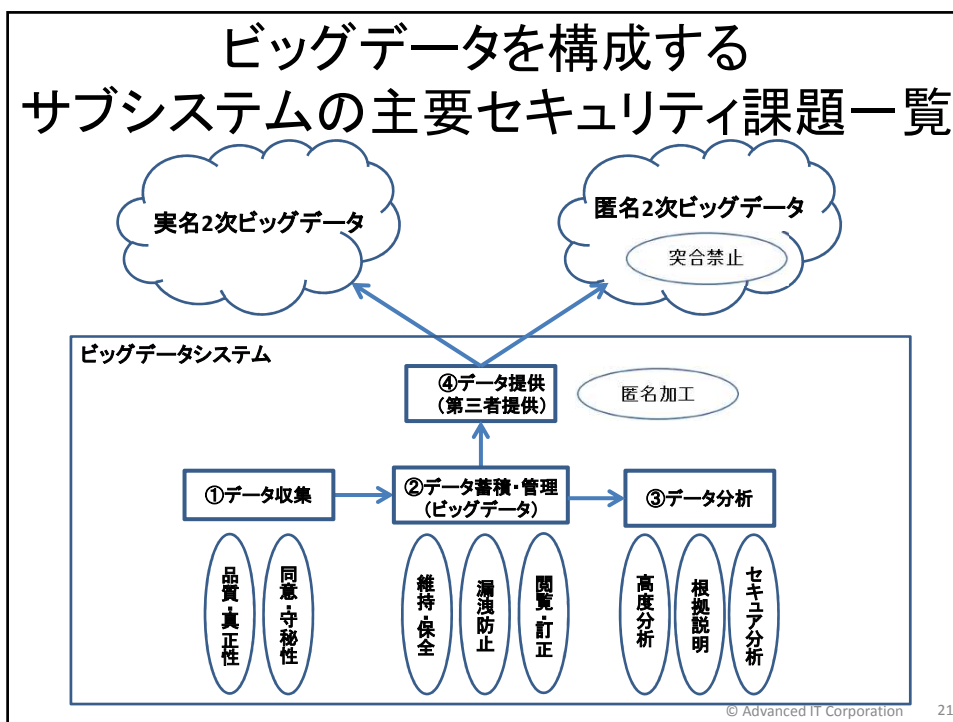 ビッグデータを構成する
サブシステムの主要セキュリティ課題一覧
実名2次ビッグデータ
匿名2次ビッグデータ
突合禁止
ビッグデータシステム
④データ提供
(第三者提供)
匿名加工
①データ収集
②データ蓄積・管理
(ビッグデータ)
③データ分析
品質・真正性
同意・守秘性
維持・保全
漏洩防止
閲覧・訂正
高度分析
根拠説明
セキュア分析
© Advanced IT Corporation
21